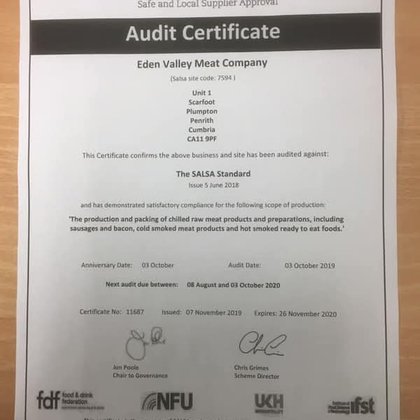 Safe and Local Supplier Approval
Audit Certificate
Eden Valley Meat Company
(Salsa site code: 7594 )
Unit 1
Scarfoot
Plumpton
Penrith
Cumbria
CA11 9PF
This Certificate confirms the above business and site has been audited against:
The SALSA Standard
Issue 5 June 2018
and has demonstrated satisfactory compliance for the following scope of production:
'The production and packing of chilled raw meat products and preparations, including
sausages and bacon, cold smoked meat products and hot smoked ready to eat foods.'
Anniversary Date: 03 October Audit Date: 03 October 2019
Next audit due between: 08 August and 03 October 2020
Certificate No: 11687 Issued: 07 November 2019 Expires: 26 November 2020
Jon Poole
Chair to Governance
Chris Grimes
Scheme Director
fdf food & drink
federation
NFU
UKH
HOSPITALITY
ifst